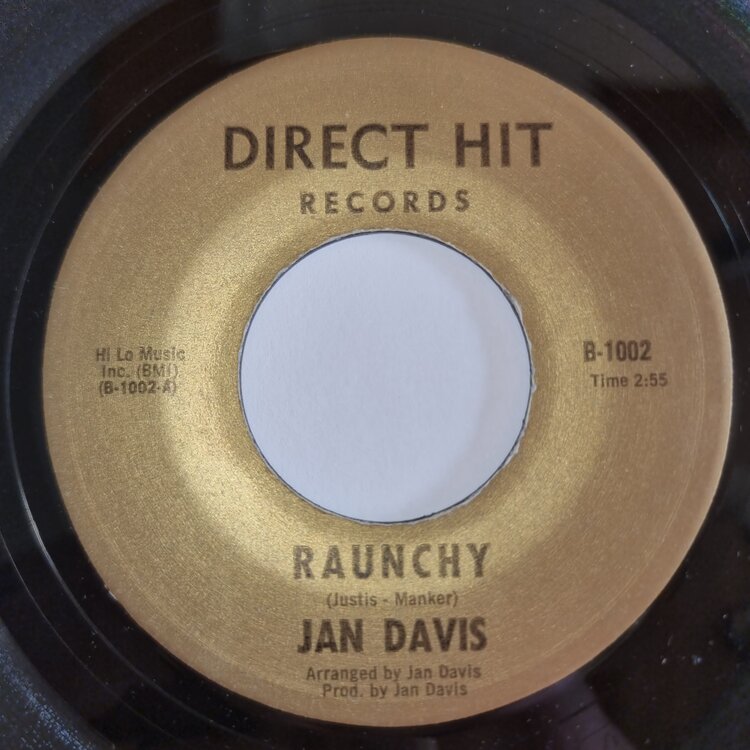 DIRECT HIT
RECORDS
Hi Lo Music
Inc. (BMI)
(B-1002-A)
B-1002
Time 2:55
RAUNCHY
(Justis - Manker)
JAN DAVIS
Arranged by Jan Davis
Prod. by Jan Davis